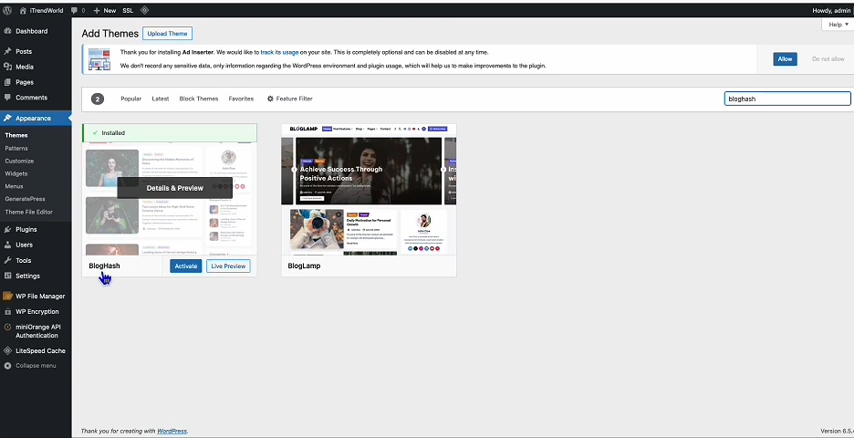 iTrendWorld 0 + New SSL Howdy, admin
Help ▼
Dashboard
Posts
Media
Pages
Comments
Appearance
Themes
Patterns
Customize
Widgets
Menus
GeneratePress
Theme File Editor
Plugins
Users
Tools
Settings
WP File Manager
WP Encryption
miniOrange API
Authentication
LiteSpeed Cache
Collapse menu
Add Themes Upload Theme
Thank you for installing Ad Inserter. We would like to track its usage on your site. This is completely optional and can be disabled at any time.
We don't record any sensitive data, only information regarding the WordPress environment and plugin usage, which will help us to make improvements to the plugin.
Allow Do not allow
2 Popular Latest Block Themes Favorites Feature Filter bloghash
Installed
Details & Preview
BlogHash Activate Live Preview
BLOGLAMP
Achieve Success Through
Positive Actions
Daily Motivation for Personal
Growth
BlogLamp
Thank you for creating with WordPress. Version 6.5.4